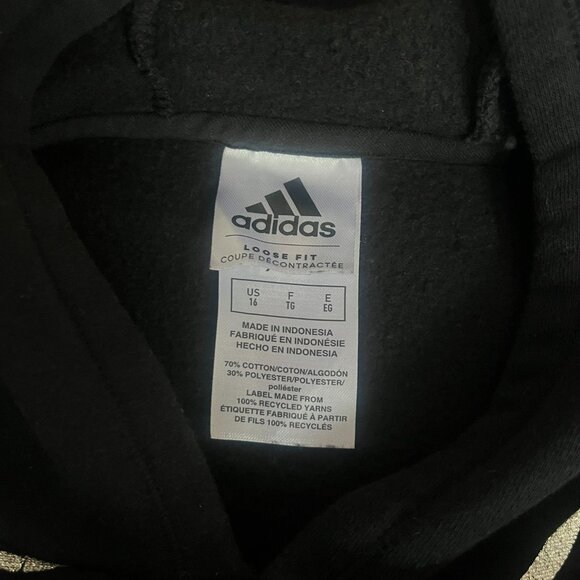 adidas
LOOSE FIT
COUPE DÉCONTRACTÉE
US F E
16 TG EG
MADE IN INDONESIA
FABRIQUÉ EN INDONÉSIE
HECHO EN INDONESIA
70% COTTON/COTON/ALGODÓN
30% POLYESTER/POLYESTER/
poliéster
LABEL MADE FROM
100% RECYCLED YARNS
ÉTIQUETTE FABRIQUÉ À PARTIR
DE FILS 100% RECYCLÉS